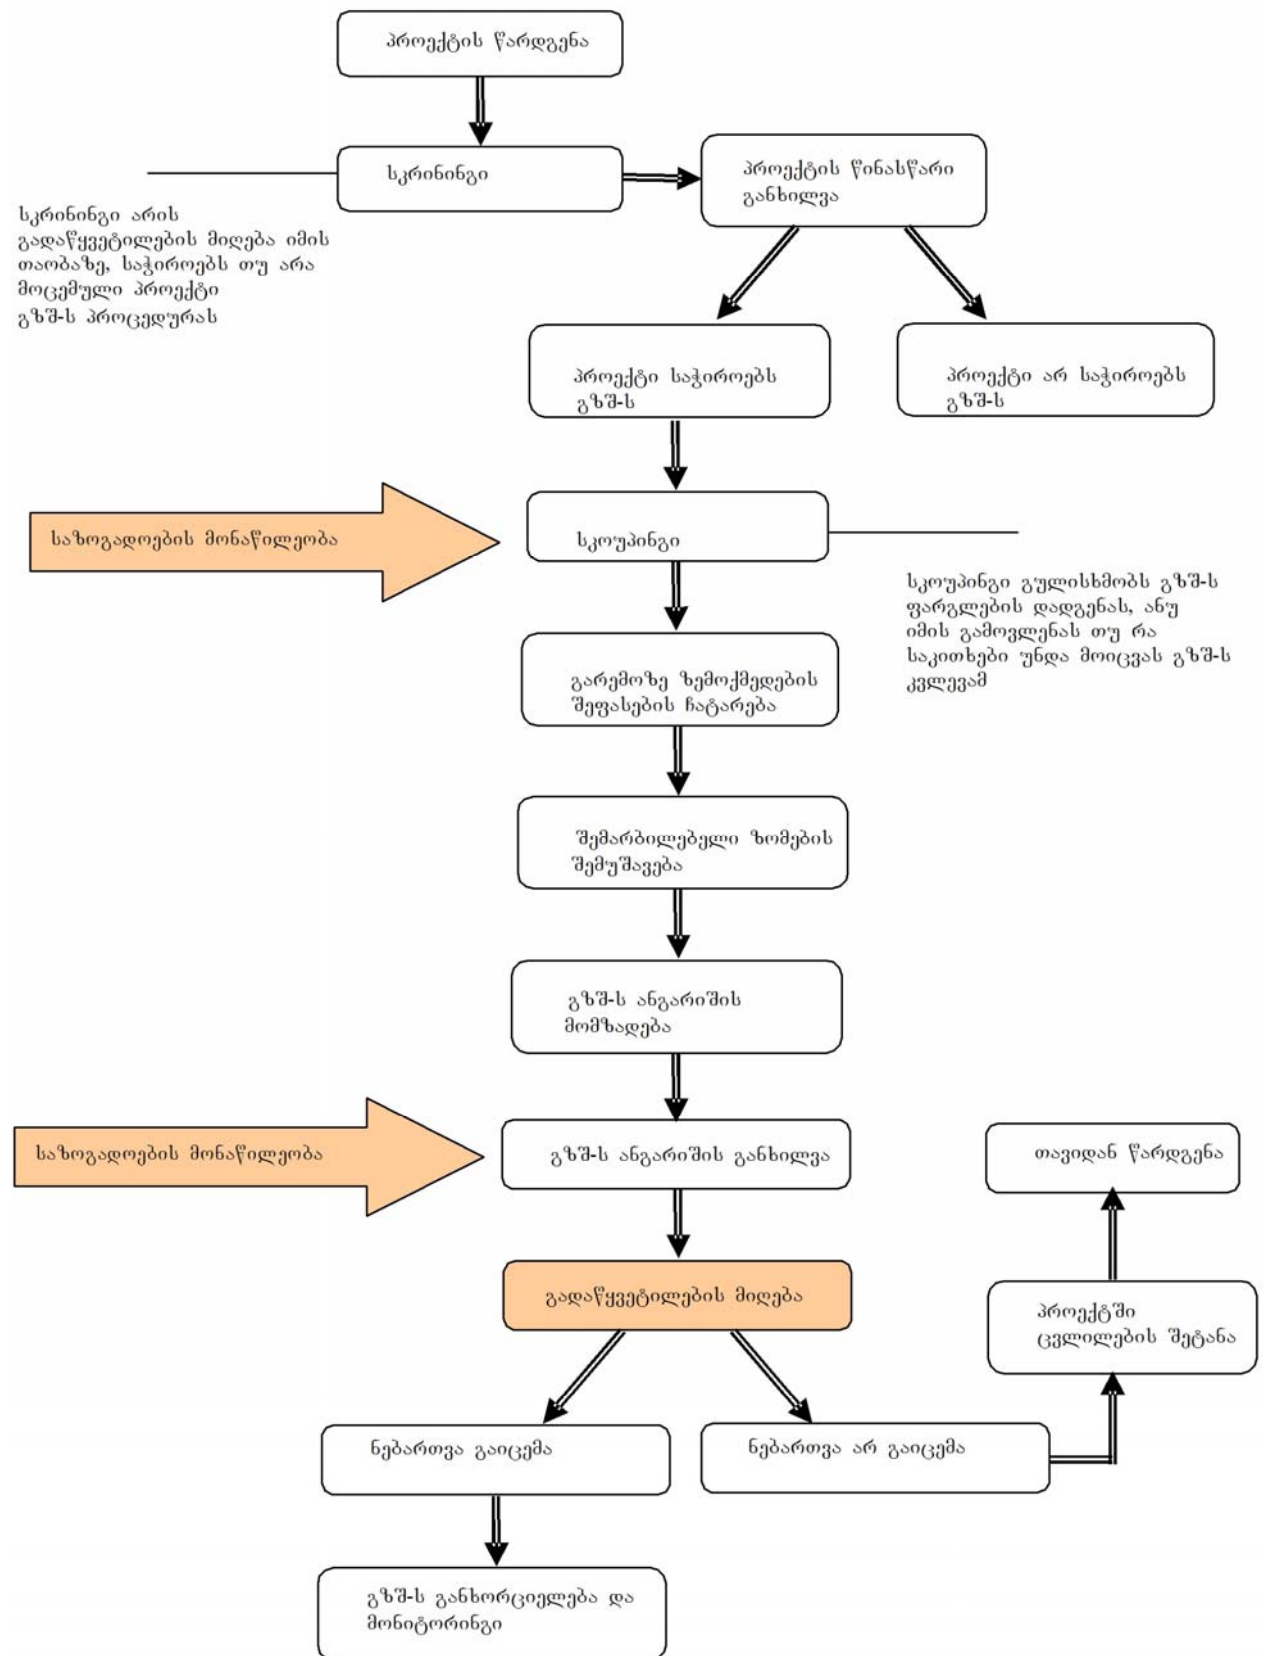 პროექტის წარდგენა
სკრინინგი
პროექტის წინასწარი
განხილვა
სკრინინგი არის
გადაწყვეტილების მიღება იმის
თაობაზე, საჭიროებს თუ არა
მოცემული პროექტი
გზშ-ს პროცედურას
პროექტი საჭიროებს
გზშ-ს
პროექტი არ საჭიროებს
გზშ-ს
საზოგადოების მონაწილეობა
სკოუპინგი
სკოუპინგი გულისხმობს გზშ-ს
ფარგლების დადგენას, ანუ
იმის გამოვლენას თუ რა
საკითხები უნდა მოიცვას გზშ-ს
კვლევამ
გარემოზე ზემოქმედების
შეფასების ჩატარება
შემარბილებელი ზომების
შემუშავება
გზშ-ს ანგარიშის
მომზადება
საზოგადოების მონაწილეობა
გზშ-ს ანგარიშის განხილვა
თავიდან წარდგენა
გადაწყვეტილების მიღება
პროექტში
ცვლილების შეტანა
ნებართვა გაიცემა
ნებართვა არ გაიცემა
გზშ-ს განხორციელება და
მონიტორინგი